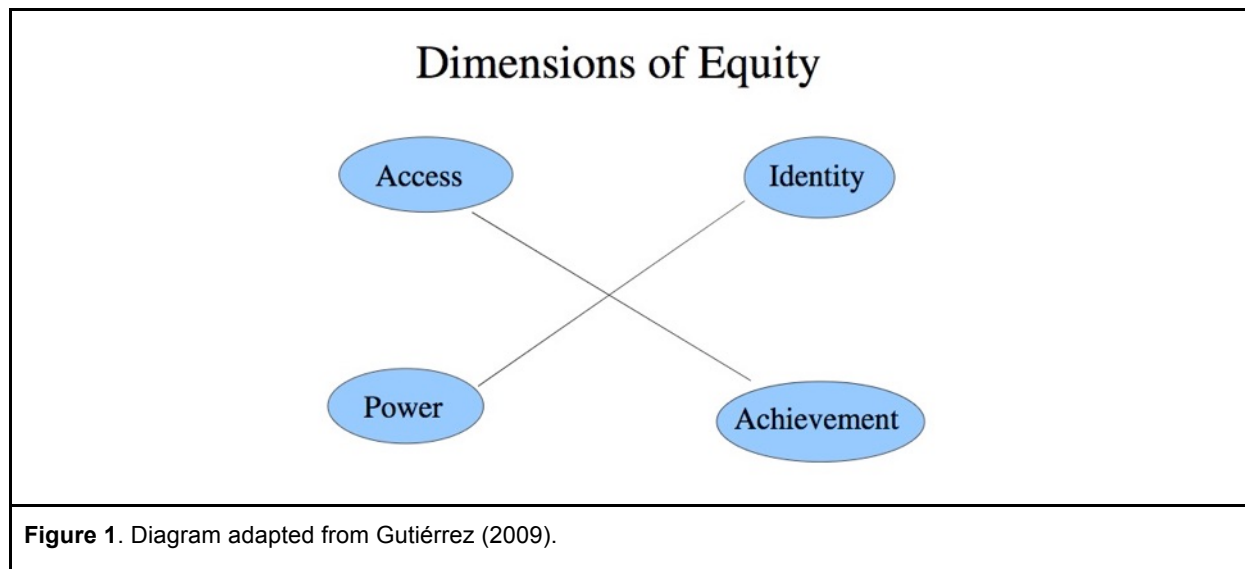 Dimensions of Equity
Access
Identity
Power
Achievement
Figure 1. Diagram adapted from Gutiérrez (2009).